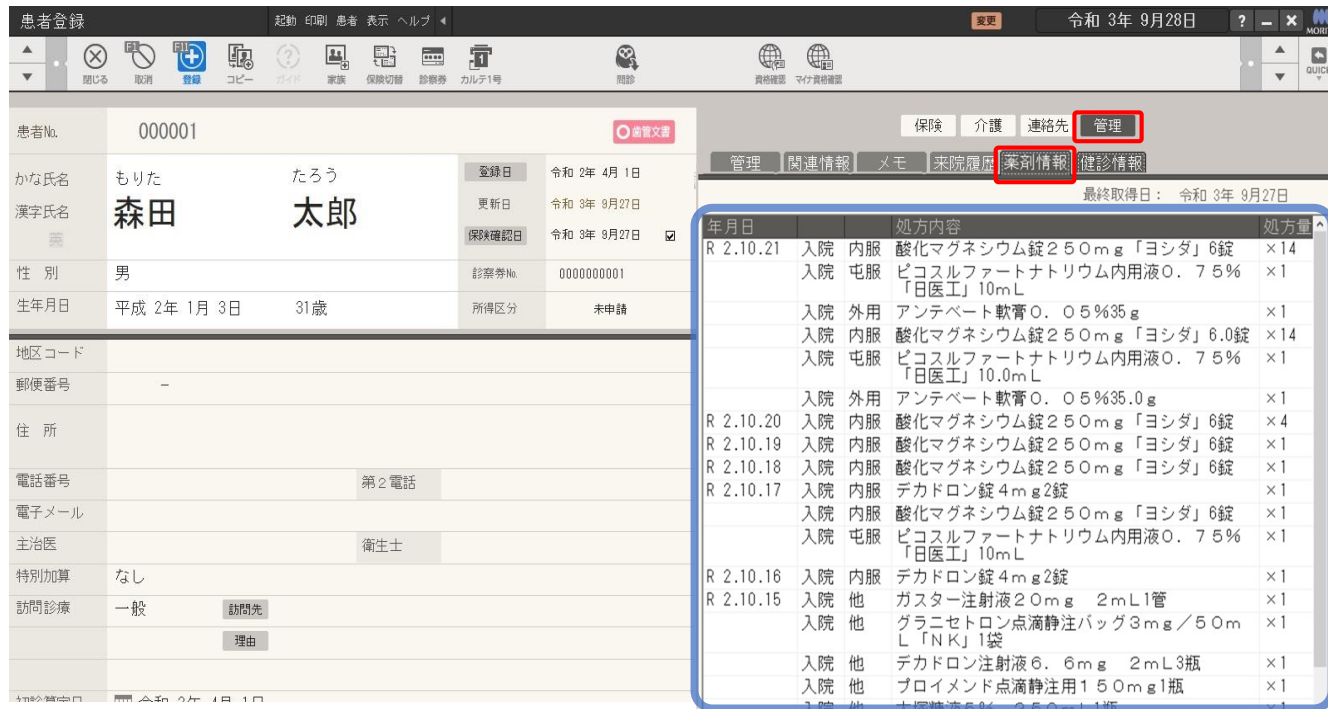 患者登録 起動 印刷 患者 表示 ヘルプ 変更 令和 3年 9月28日 ? － ×
MORI
閉じる F1 取消 F11 登録 コピー ガイド 家族 保険切替 診察券 カルテ1号 問診 資格確認 マイナ資格確認 QUICK
患者No. 000001 歯管文書
かな氏名 もりた たろう 登録日 令和 2年 4月 1日
漢字氏名 森田 太郎 更新日 令和 3年 9月27日
保険確認日 令和 3年 9月27日
性 別 男 診察券No. 0000000001
生年月日 平成 2年 1月 3日 31歳 所得区分 未申請
地区コード
郵便番号 －
住 所
電話番号 第2電話
電子メール
主治医 衛生士
特別加算 なし
訪問診療 一般 訪問先
理由
初診算定日 令和 2年 4月 1日
保険 介護 連絡先 管理
管理 関連情報 メモ 来院履歴 薬剤情報 健診情報
最終取得日： 令和 3年 9月27日
年月日 処方内容 処方量
R 2.10.21 入院 内服 酸化マグネシウム錠２５０ｍｇ「ヨシダ」6錠 ×14
入院 屯服 ピコスルファートナトリウム内用液０．７５％ ×1
「日医工」10mL
入院 外用 アンテベート軟膏０．０５％35ｇ ×1
入院 内服 酸化マグネシウム錠２５０ｍｇ「ヨシダ」6.0錠 ×14
入院 屯服 ピコスルファートナトリウム内用液０．７５％ ×1
「日医工」10.0mL
入院 外用 アンテベート軟膏０．０５％35.0ｇ ×1
R 2.10.20 入院 内服 酸化マグネシウム錠２５０ｍｇ「ヨシダ」6錠 ×4
R 2.10.19 入院 内服 酸化マグネシウム錠２５０ｍｇ「ヨシダ」6錠 ×1
R 2.10.18 入院 内服 酸化マグネシウム錠２５０ｍｇ「ヨシダ」6錠 ×1
R 2.10.17 入院 内服 デカドロン錠４ｍｇ2錠 ×1
入院 内服 酸化マグネシウム錠２５０ｍｇ「ヨシダ」6錠 ×1
入院 屯服 ピコスルファートナトリウム内用液０．７５％ ×1
「日医工」10mL
R 2.10.16 入院 内服 デカドロン錠４ｍｇ2錠 ×1
R 2.10.15 入院 他 ガスター注射液２０ｍｇ　２ｍＬ1管 ×1
入院 他 グラニセトロン点滴静注バッグ３ｍｇ／５０ｍ ×1
Ｌ「ＮＫ」1袋
入院 他 デカドロン注射液６．６ｍｇ　２ｍＬ3瓶 ×1
入院 他 プロイメンド点滴静注用１５０ｍｇ1瓶 ×1
入院 他 大塚糖液５％　２５０ｍＬ1瓶 ×1